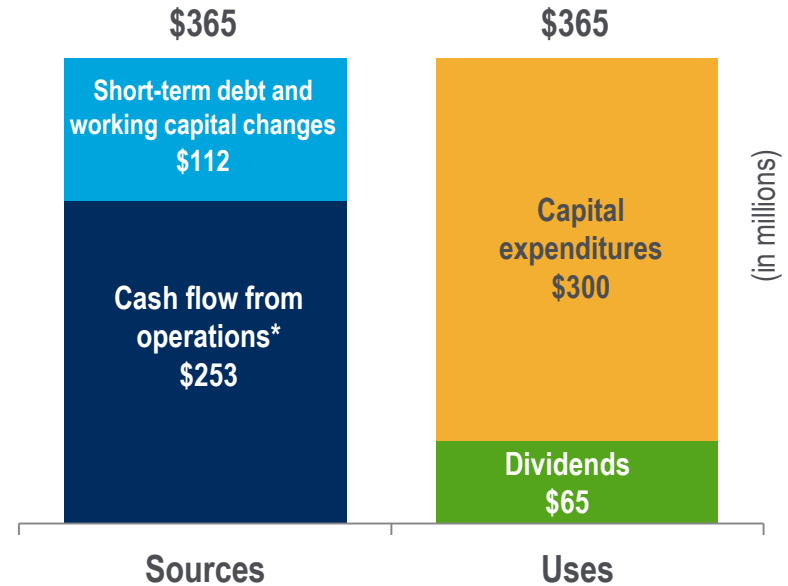 $365
$365
Short-term debt and
working capital changes
$112
Cash flow from
operations*
$253
Capital
expenditures
$300
Dividends
$65
(in millions)
Sources
Uses